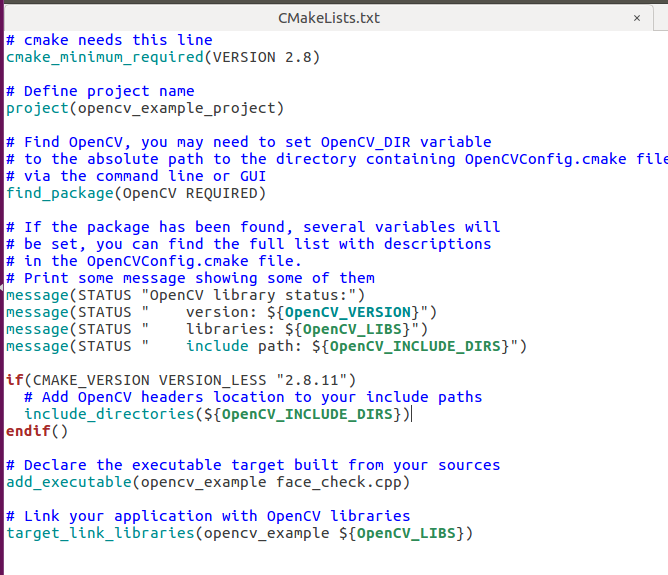 CMakeLists.txt ×
# cmake needs this line
cmake_minimum_required(VERSION 2.8)
# Define project name
project(opencv_example_project)
# Find OpenCV, you may need to set OpenCV_DIR variable
# to the absolute path to the directory containing OpenCVConfig.cmake file
# via the command line or GUI
find_package(OpenCV REQUIRED)
# If the package has been found, several variables will
# be set, you can find the full list with descriptions
# in the OpenCVConfig.cmake file.
# Print some message showing some of them
message(STATUS "OpenCV library status:")
message(STATUS "    version: ${OpenCV_VERSION}")
message(STATUS "    libraries: ${OpenCV_LIBS}")
message(STATUS "    include path: ${OpenCV_INCLUDE_DIRS}")
if(CMAKE_VERSION VERSION_LESS "2.8.11")
  # Add OpenCV headers location to your include paths
  include_directories(${OpenCV_INCLUDE_DIRS})
endif()
# Declare the executable target built from your sources
add_executable(opencv_example face_check.cpp)
# Link your application with OpenCV libraries
target_link_libraries(opencv_example ${OpenCV_LIBS})